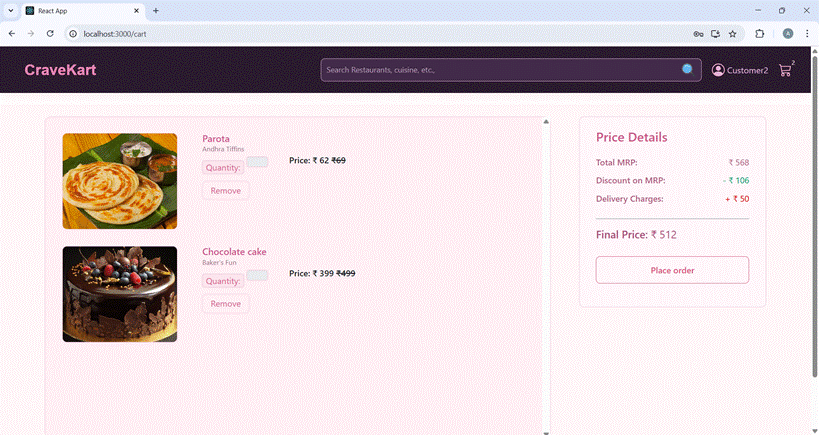 React App
localhost:3000/cart
A
CraveKart
Search Restaurants, cuisine, etc.,
Customer2
2
Parota
Andhra Tiffins
Quantity:
Price: ₹ 62 ₹69
Remove
Chocolate cake
Baker's Fun
Quantity:
Price: ₹ 399 ₹499
Remove
Price Details
Total MRP: ₹ 568
Discount on MRP: - ₹ 106
Delivery Charges: + ₹ 50
Final Price: ₹ 512
Place order